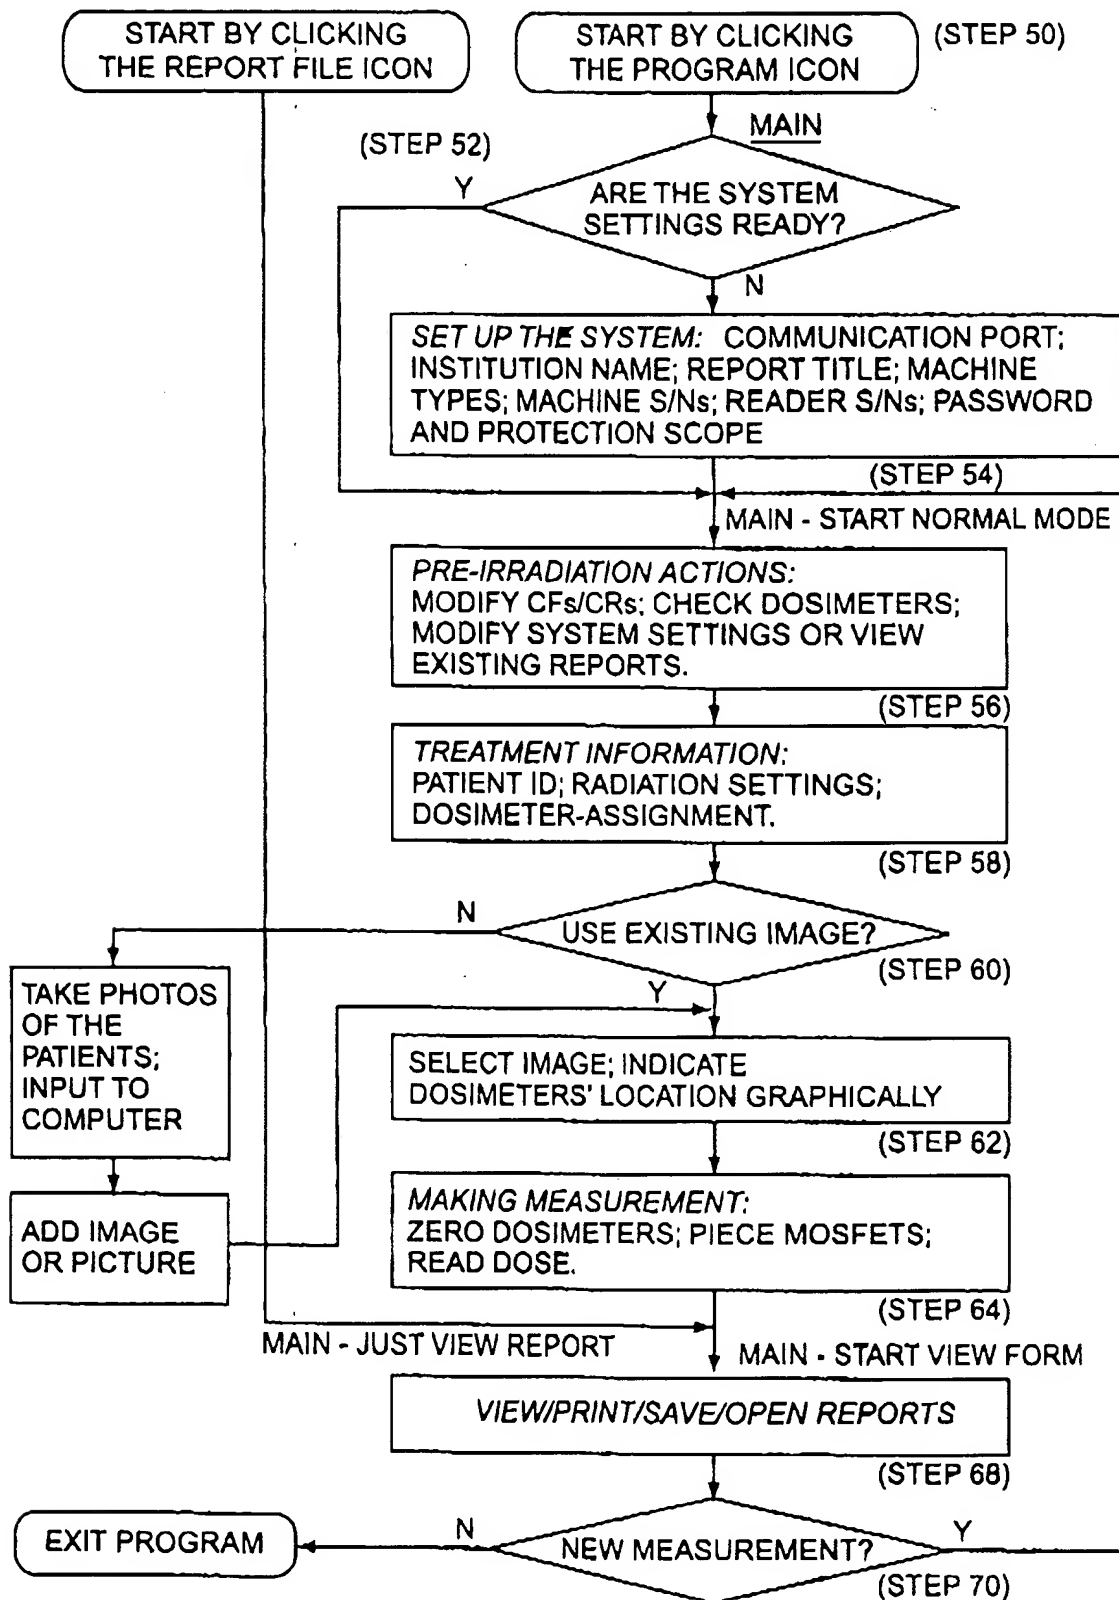 START BY CLICKING
THE REPORT FILE ICON
START BY CLICKING
THE PROGRAM ICON
(STEP 50)
MAIN
(STEP 52)
Y
ARE THE SYSTEM
SETTINGS READY?
N
SET UP THE SYSTEM: COMMUNICATION PORT;
INSTITUTION NAME; REPORT TITLE; MACHINE
TYPES; MACHINE S/Ns; READER S/Ns; PASSWORD
AND PROTECTION SCOPE
(STEP 54)
MAIN - START NORMAL MODE
PRE-IRRADIATION ACTIONS:
MODIFY CFs/CRs; CHECK DOSIMETERS;
MODIFY SYSTEM SETTINGS OR VIEW
EXISTING REPORTS.
(STEP 56)
TREATMENT INFORMATION:
PATIENT ID; RADIATION SETTINGS;
DOSIMETER-ASSIGNMENT.
(STEP 58)
N
USE EXISTING IMAGE?
(STEP 60)
Y
TAKE PHOTOS
OF THE
PATIENTS;
INPUT TO
COMPUTER
SELECT IMAGE; INDICATE
DOSIMETERS' LOCATION GRAPHICALLY
(STEP 62)
ADD IMAGE
OR PICTURE
MAKING MEASUREMENT:
ZERO DOSIMETERS; PIECE MOSFETS;
READ DOSE.
(STEP 64)
MAIN - JUST VIEW REPORT
MAIN - START VIEW FORM
VIEW/PRINT/SAVE/OPEN REPORTS
(STEP 68)
EXIT PROGRAM
N
NEW MEASUREMENT?
Y
(STEP 70)